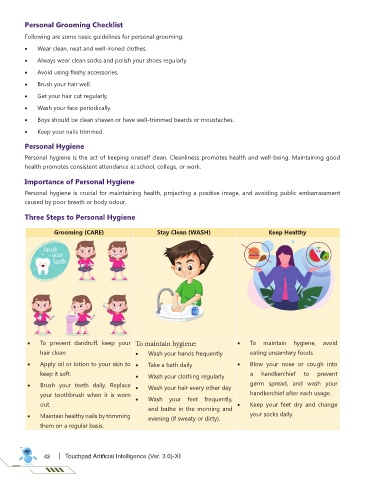 Personal Grooming Checklist
Following are some basic guidelines for personal grooming:
• Wear clean, neat and well-ironed clothes.
• Always wear clean socks and polish your shoes regularly.
• Avoid using flashy accessories.
• Brush your hair well.
• Get your hair cut regularly.
• Wash your face periodically.
• Boys should be clean shaven or have well-trimmed beards or moustaches.
• Keep your nails trimmed.
Personal Hygiene
Personal hygiene is the act of keeping oneself clean. Cleanliness promotes health and well-being. Maintaining good
health promotes consistent attendance at school, college, or work.
Importance of Personal Hygiene
Personal hygiene is crucial for maintaining health, projecting a positive image, and avoiding public embarrassment
caused by poor breath or body odour.
Three Steps to Personal Hygiene
Grooming (CARE)
brush
your
teeth
• To prevent dandruff, keep your
hair clean
• Apply oil or lotion to your skin to
keep it soft.
• Brush your teeth daily. Replace
your toothbrush when it is worn
out.
• Maintain healthy nails by trimming
them on a regular basis.
Stay Clean (WASH)
To maintain hygiene:
• Wash your hands frequently
• Take a bath daily
• Wash your clothing regularly
• Wash your hair every other day
• Wash your feet frequently,
and bathe in the morning and
evening (if sweaty or dirty).
Keep Healthy
• To maintain hygiene, avoid
eating unsanitary foods
• Blow your nose or cough into
a handkerchief to prevent
germ spread, and wash your
handkerchief after each usage.
• Keep your feet dry and change
your socks daily.
48 | Touchpad Artificial Intelligence (Ver. 3.0)-XI